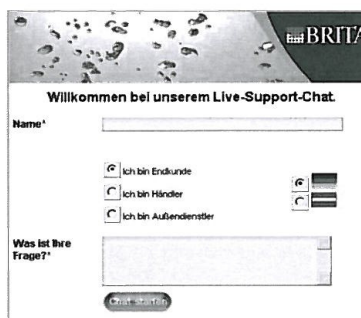 BRITA
Willkommen bei unserem Live-Support-Chat.
Name*
Ich bin Endkunde
Ich bin Händler
Ich bin Außendienstler
Was ist Ihre
Frage?*
Chat starten